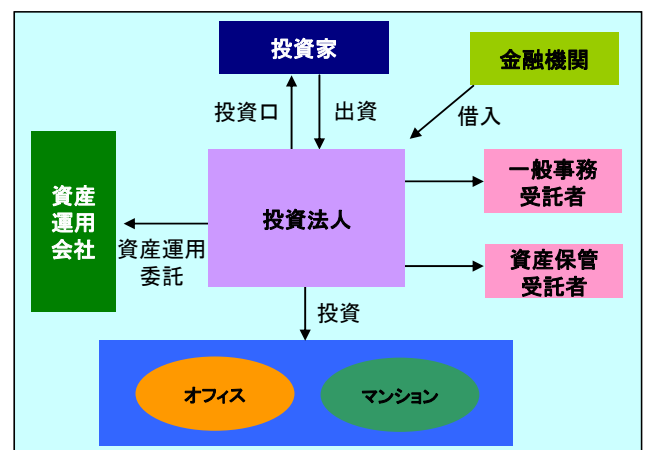 投資家
金融機関
投資口
出資
借入
資産
運用
会社
投資法人
一般事務
受託者
資産運用
委託
資産保管
受託者
投資
オフィス
マンション